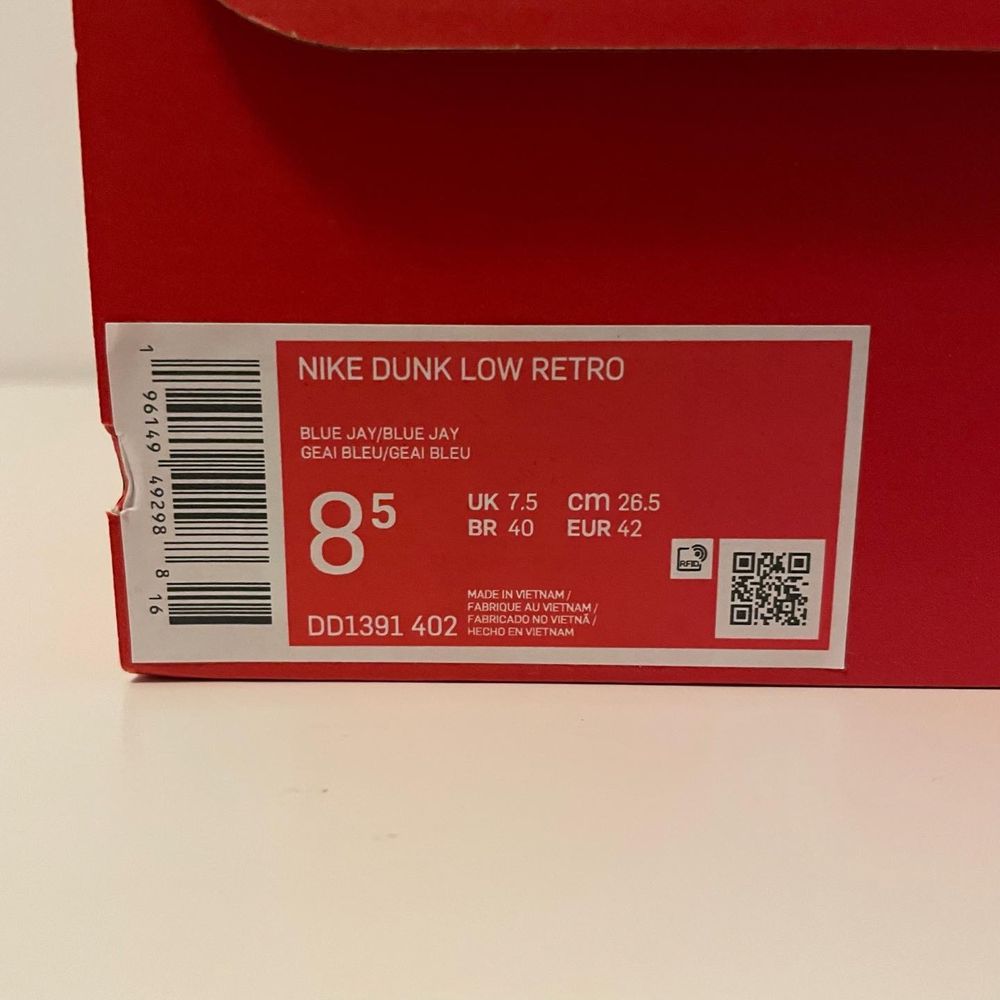 NIKE DUNK LOW RETRO
BLUE JAY/BLUE JAY
GEAI BLEU/GEAI BLEU
8⁵
UK 7.5 cm 26.5
BR 40 EUR 42
RFID
DD1391 402
MADE IN VIETNAM /
FABRIQUE AU VIETNAM /
FABRICADO NO VIETNÃ /
HECHO EN VIETNAM
1 96149 49298 8 16